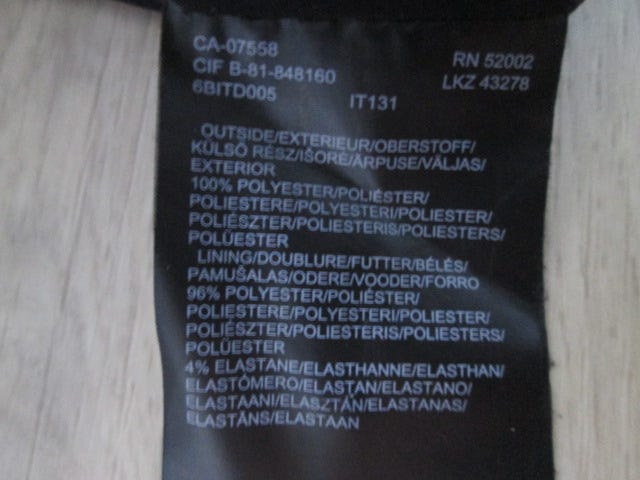 CA-07558
RN 52002
CIF B-81-848160
LKZ 43278
6BITD005
IT131
OUTSIDE/EXTERIEUR/OBERSTOFF/
KÜLSŐ RÉSZ/IŠORĖ/ĀRPUSE/VÄLJAS/
EXTERIOR
100% POLYESTER/POLIÉSTER/
POLIESTERE/POLYESTERI/POLIESTER/
POLIÉSZTER/POLIESTERIS/POLIESTERS/
POLÜESTER
LINING/DOUBLURE/FUTTER/BÉLÉS/
PAMUŠALAS/ODERE/VOODER/FORRO
96% POLYESTER/POLIÉSTER/
POLIESTERE/POLYESTERI/POLIESTER/
POLIÉSZTER/POLIESTERIS/POLIESTERS/
POLÜESTER
4% ELASTANE/ELASTHANNE/ELASTHAN/
ELASTÓMERO/ELASTAN/ELASTANO/
ELASTAANI/ELASZTÁN/ELASTANAS/
ELASTĀNS/ELASTAAN